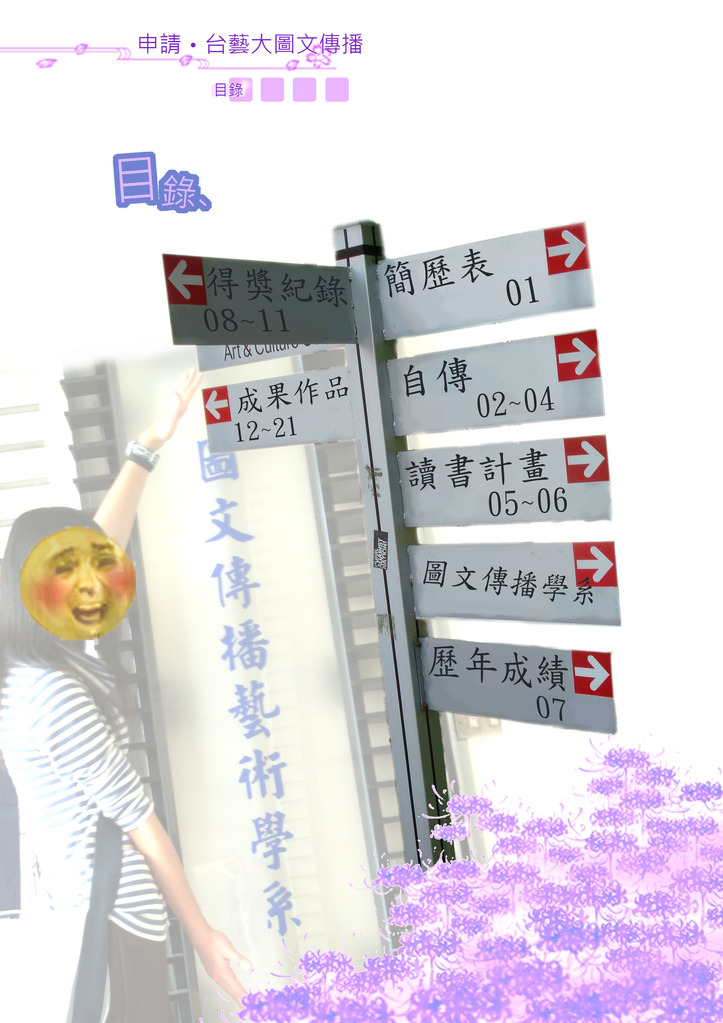 申請・台藝大圖文傳播
目錄
目錄、
得獎紀錄
08~11
Art & Culture
成果作品
12~21
簡歷表
01
自傳
02~04
讀書計畫
05~06
圖文傳播學系
歷年成績
07
圖文傳播藝術學系